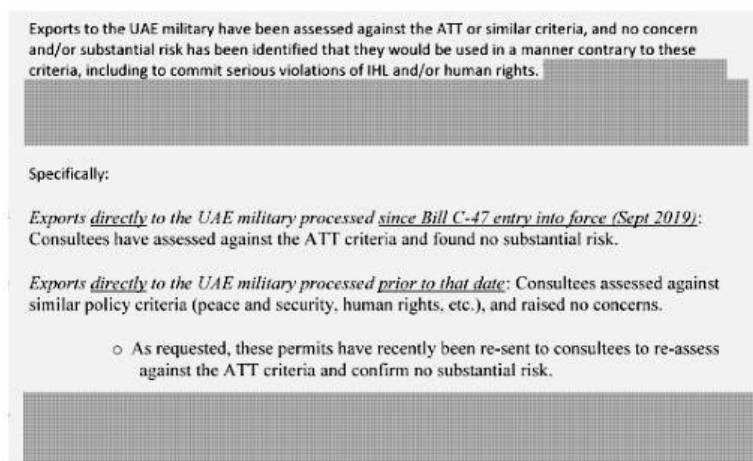 Exports to the UAE military have been assessed against the ATT or similar criteria, and no concern
and/or substantial risk has been identified that they would be used in a manner contrary to these
criteria, including to commit serious violations of IHL and/or human rights.
Specifically:
Exports directly to the UAE military processed since Bill C-47 entry into force (Sept 2019):
Consultees have assessed against the ATT criteria and found no substantial risk.
Exports directly to the UAE military processed prior to that date: Consultees assessed against
similar policy criteria (peace and security, human rights, etc.), and raised no concerns.
o As requested, these permits have recently been re-sent to consultees to re-assess
against the ATT criteria and confirm no substantial risk.